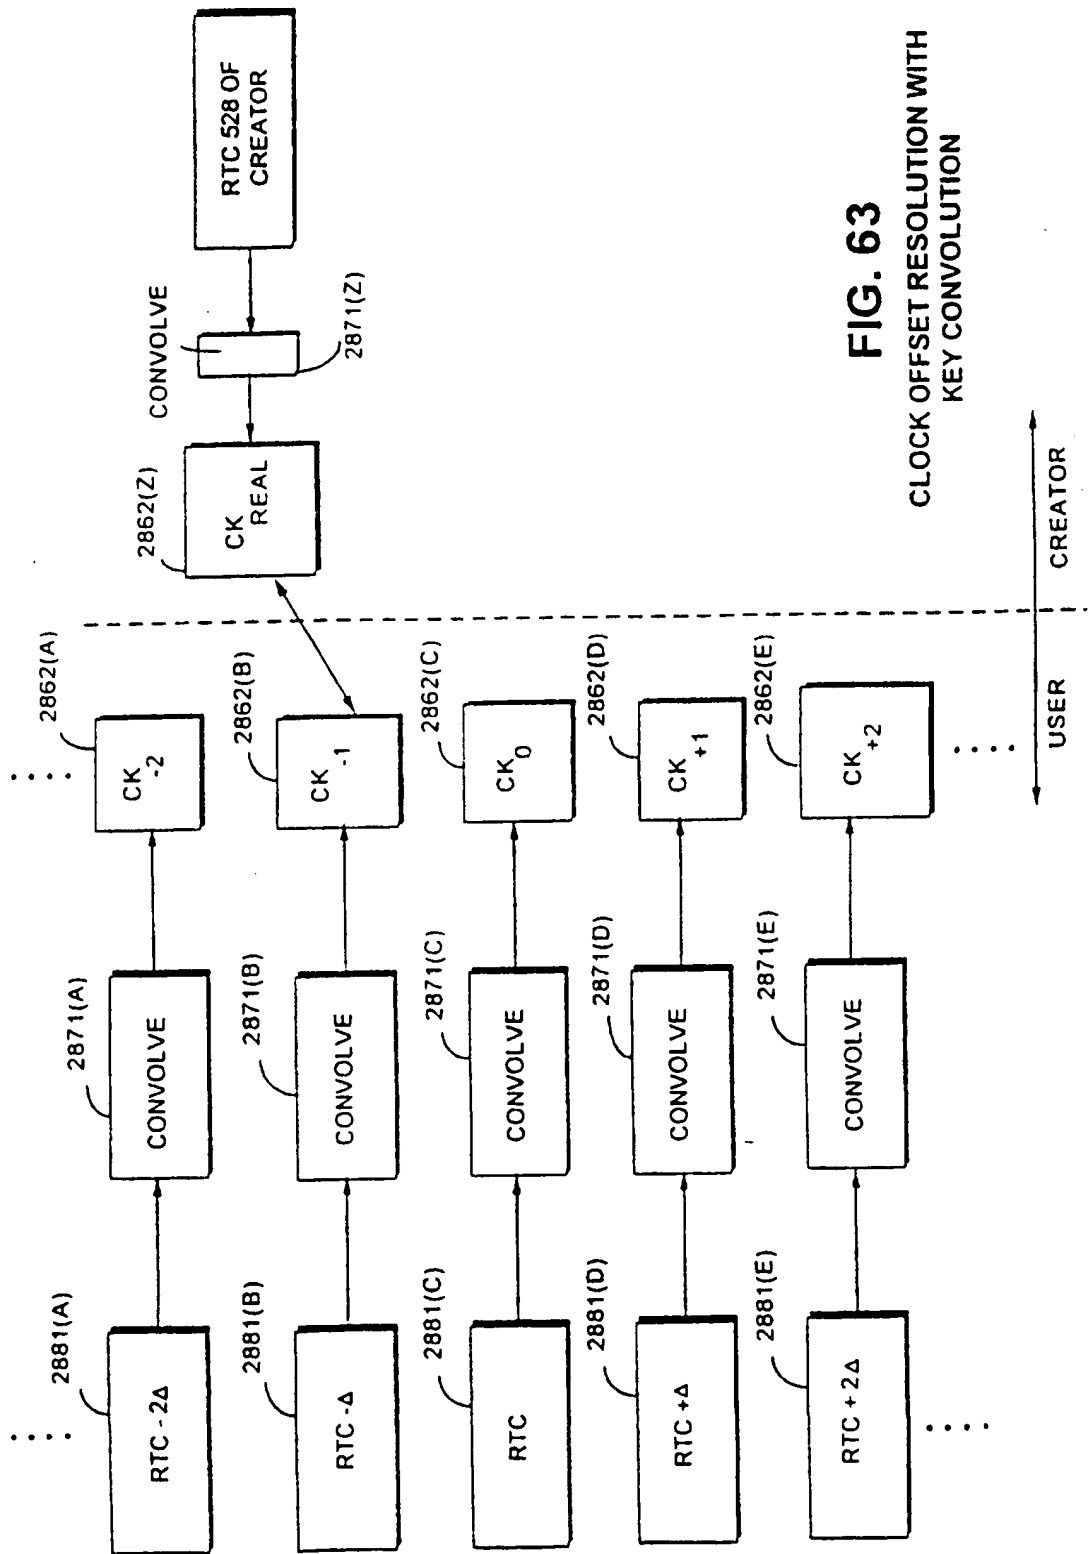 RTC - 2Δ
2881(A)
CONVOLVE
2871(A)
CK -2
2862(A)
RTC -Δ
2881(B)
CONVOLVE
2871(B)
CK -1
2862(B)
RTC
2881(C)
CONVOLVE
2871(C)
CK0
2862(C)
RTC +Δ
2881(D)
CONVOLVE
2871(D)
CK +1
2862(D)
RTC + 2Δ
2881(E)
CONVOLVE
2871(E)
CK +2
2862(E)
CK REAL
2862(Z)
CONVOLVE
2871(Z)
RTC 528 OF
CREATOR
USER
CREATOR
FIG. 63
CLOCK OFFSET RESOLUTION WITH
KEY CONVOLUTION